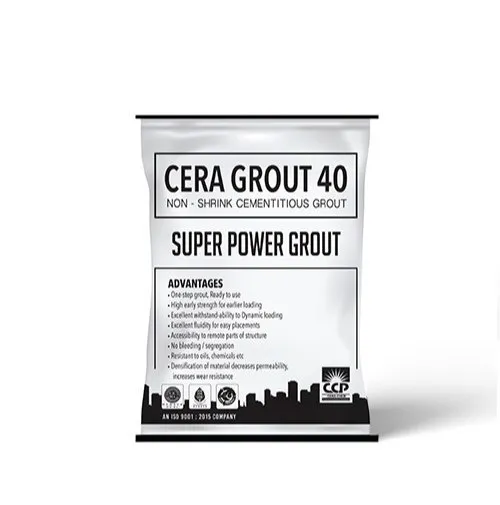 CERA GROUT 40
NON - SHRINK CEMENTITIOUS GROUT
SUPER POWER GROUT
ADVANTAGES
• One step grout, Ready to use
• High early strength for earlier loading
• Excellent withstand-ability to Dynamic loading
• Excellent fluidity for easy placements
• Accessibility to remote parts of structure
• No bleeding / segregation
• Resistant to oils, chemicals etc
• Densification of material decreases permeability,
increases wear resistance
CCP
AN ISO 9001 : 2015 COMPANY